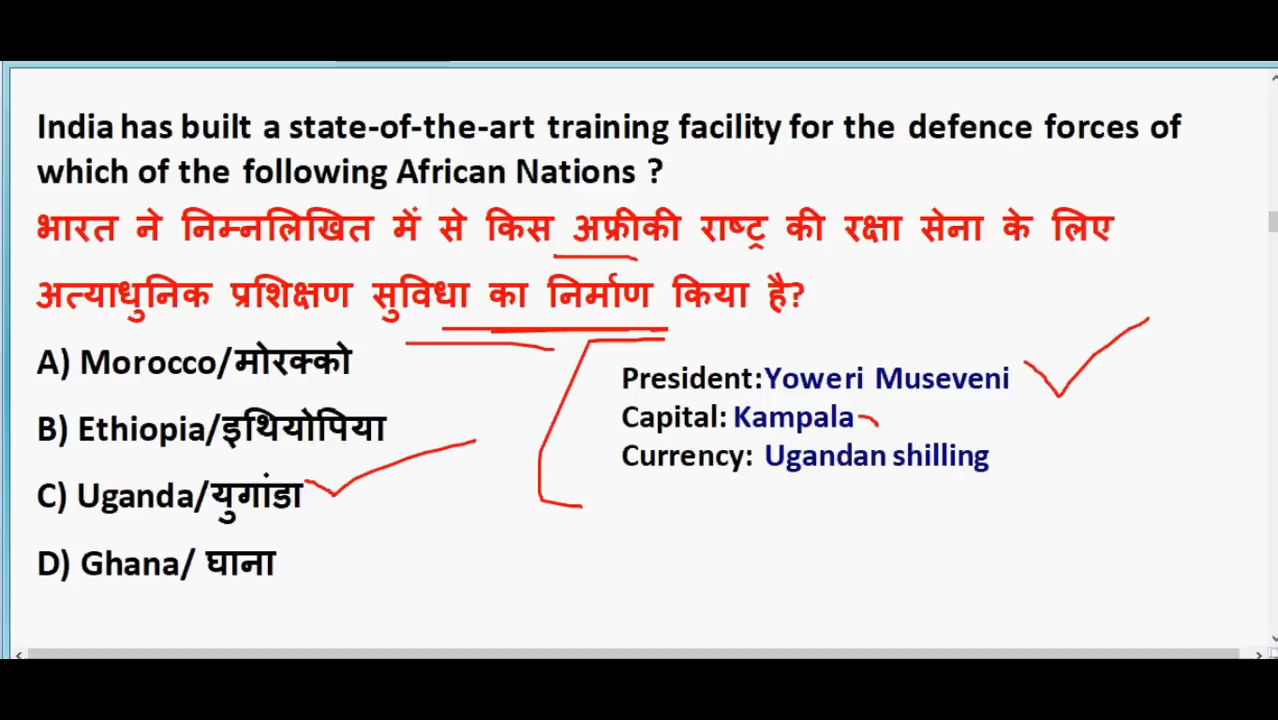 India has built a state-of-the-art training facility for the defence forces of
which of the following African Nations ?
भारत ने निम्नलिखित में से किस अफ्रीकी राष्ट्र की रक्षा सेना के लिए
अत्याधुनिक प्रशिक्षण सुविधा का निर्माण किया है?
A) Morocco/मोरक्को
B) Ethiopia/इथियोपिया
C) Uganda/युगांडा
D) Ghana/ घाना
President:Yoweri Museveni
Capital: Kampala
Currency: Ugandan shilling